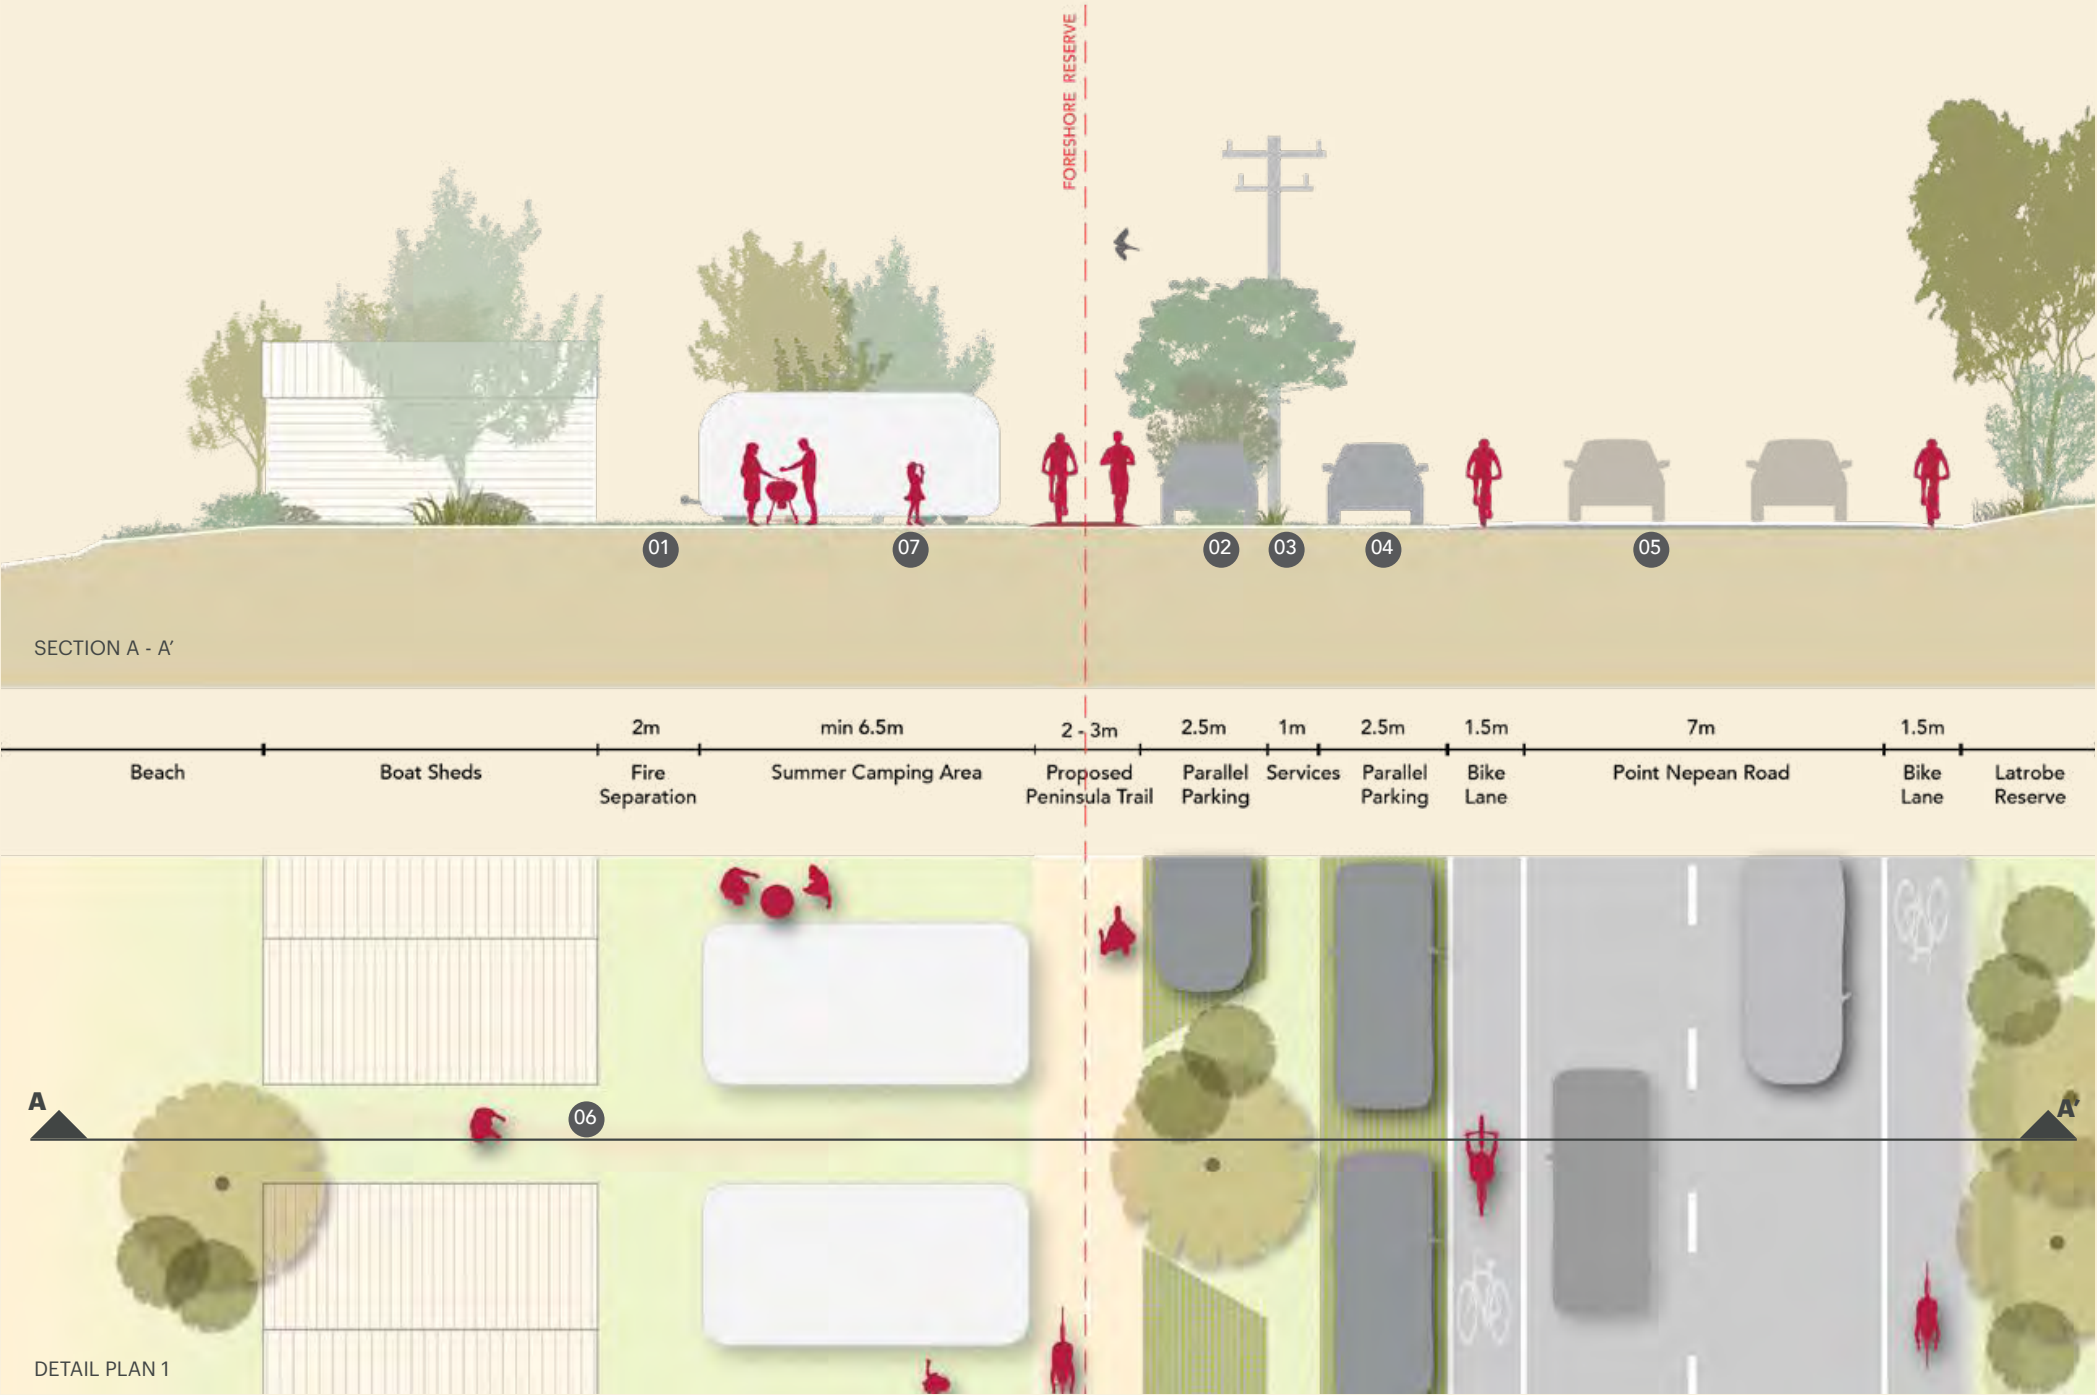 FORESHORE RESERVE
01
07
02
03
04
05
SECTION A - A'
2m
min 6.5m
2 - 3m
2.5m
1m
2.5m
1.5m
7m
1.5m
Beach
Boat Sheds
Fire
Separation
Summer Camping Area
Proposed
Peninsula Trail
Parallel
Parking
Services
Parallel
Parking
Bike
Lane
Point Nepean Road
Bike
Lane
Latrobe
Reserve
A
06
A'
DETAIL PLAN 1